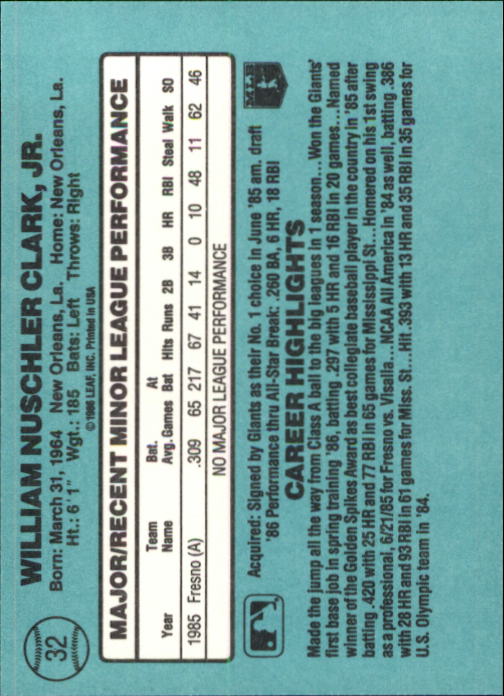 32
WILLIAM NUSCHLER CLARK, JR.
Born: March, 31, 1964 New Orleans, La. Home: New Orleans, La.
Ht.: 6' 1" Wgt.: 185 Bats: Left Throws: Right
©1986 LEAF, INC. Printed in USA
MAJOR/RECENT MINOR LEAGUE PERFORMANCE
Team Bat. At
Year Name Avg. Games Bat Hits Runs 2B 3B HR RBI Steal Walk SO
1985 Fresno (A) .309 65 217 67 41 14 0 10 48 11 62 46
NO MAJOR LEAGUE PERFORMANCE
Acquired: Signed by Giants as their No. 1 choice in June '85 am. draft
'86 Performance thru All-Star Break: .260 BA, 6 HR, 18 RBI
CAREER HIGHLIGHTS
Made the jump all the way from Class A ball to the big leagues in 1 season...Won the Giants'
first base job in spring training '86, batting .297 with 5 HR and 16 RBI in 20 games...Named
winner of the Golden Spikes Award as best collegiate baseball player in the country in '85 after
batting .420 with 25 HR and 77 RBI in 65 games for Mississippi St....Homered on his 1st swing
as a professional, 6/21/85 for Fresno vs. Visalia...NCAA All America in '84 as well, batting .386
with 28 HR and 93 RBI in 61 games for Miss. St...Hit .393 with 13 HR and 35 RBI in 35 games for
U.S. Olympic team in '84.